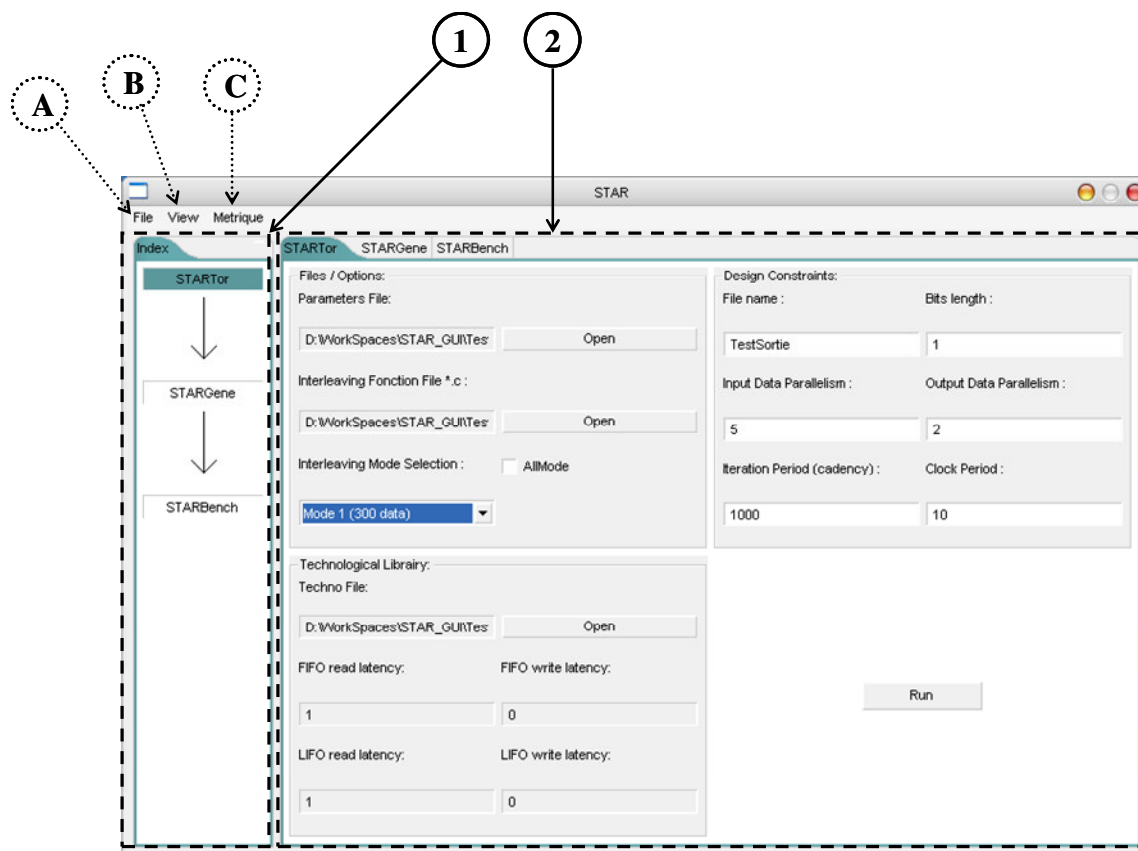 1
2
A
B
C
STAR
File View Metrique
Index
STARTor
STARGene
STARBench
STARTor STARGene STARBench
Files / Options:
Parameters File:
D:\WorkSpaces\STAR_GUI\Tes
Open
Interleaving Fonction File *.c :
D:\WorkSpaces\STAR_GUI\Tes
Open
Interleaving Mode Selection :
AllMode
Mode 1 (300 data)
Technological Librairy:
Techno File:
D:\WorkSpaces\STAR_GUI\Tes
Open
FIFO read latency: FIFO write latency:
1 0
LIFO read latency: LIFO write latency:
1 0
Design Constraints:
File name : Bits length :
TestSortie 1
Input Data Parallelism : Output Data Parallelism :
5 2
Iteration Period (cadency) : Clock Period :
1000 10
Run